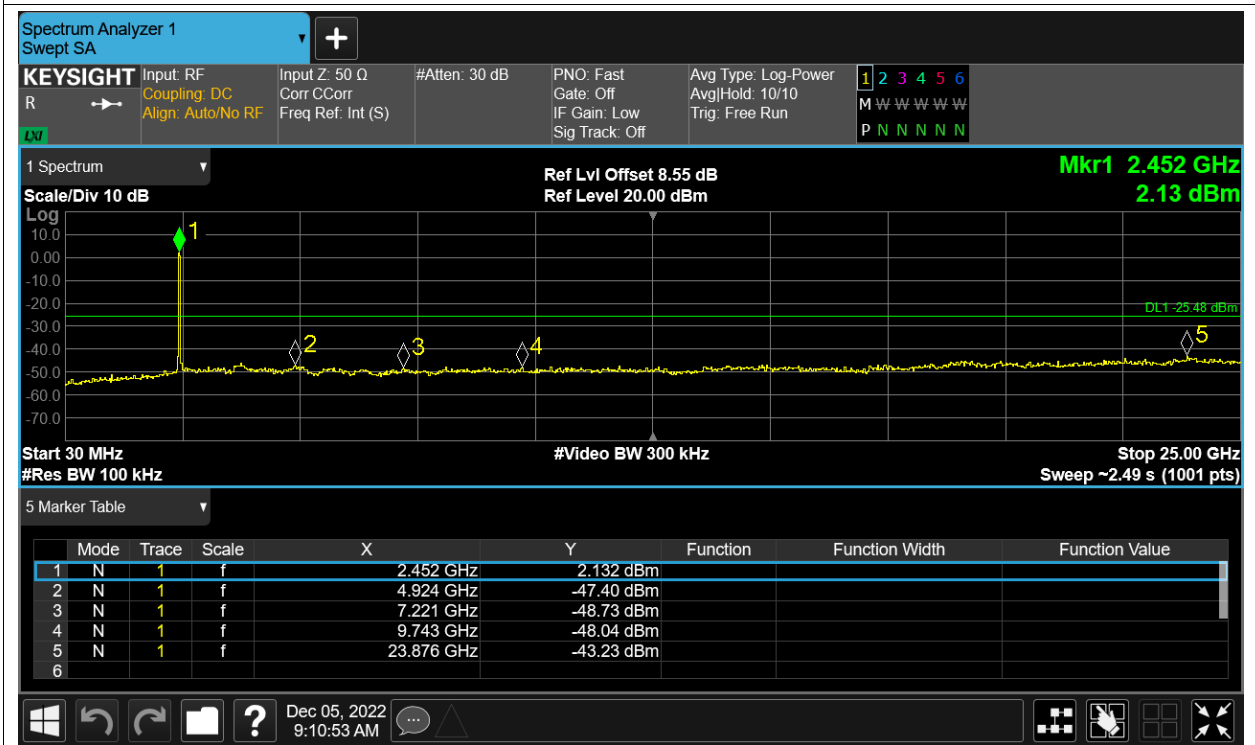 Spectrum Analyzer 1
Swept SA
KEYSIGHT
R
LXI
Input: RF
Coupling: DC
Align: Auto/No RF
Input Z: 50 Ω
Corr CCorr
Freq Ref: Int (S)
#Atten: 30 dB
PNO: Fast
Gate: Off
IF Gain: Low
Sig Track: Off
Avg Type: Log-Power
Avg|Hold: 10/10
Trig: Free Run
1 2 3 4 5 6
M W W W W W
P N N N N N
1 Spectrum
Scale/Div 10 dB
Ref Lvl Offset 8.55 dB
Ref Level 20.00 dBm
Mkr1 2.452 GHz
2.13 dBm
Log
10.0
0.00
-10.0
-20.0
-30.0
-40.0
-50.0
-60.0
-70.0
1
2
3
4
5
DL1 -25.48 dBm
Start 30 MHz
#Res BW 100 kHz
#Video BW 300 kHz
Stop 25.00 GHz
Sweep ~2.49 s (1001 pts)
5 Marker Table
Mode Trace Scale X Y Function Function Width Function Value
1 N 1 f 2.452 GHz 2.132 dBm
2 N 1 f 4.924 GHz -47.40 dBm
3 N 1 f 7.221 GHz -48.73 dBm
4 N 1 f 9.743 GHz -48.04 dBm
5 N 1 f 23.876 GHz -43.23 dBm
6
?
Dec 05, 2022
9:10:53 AM